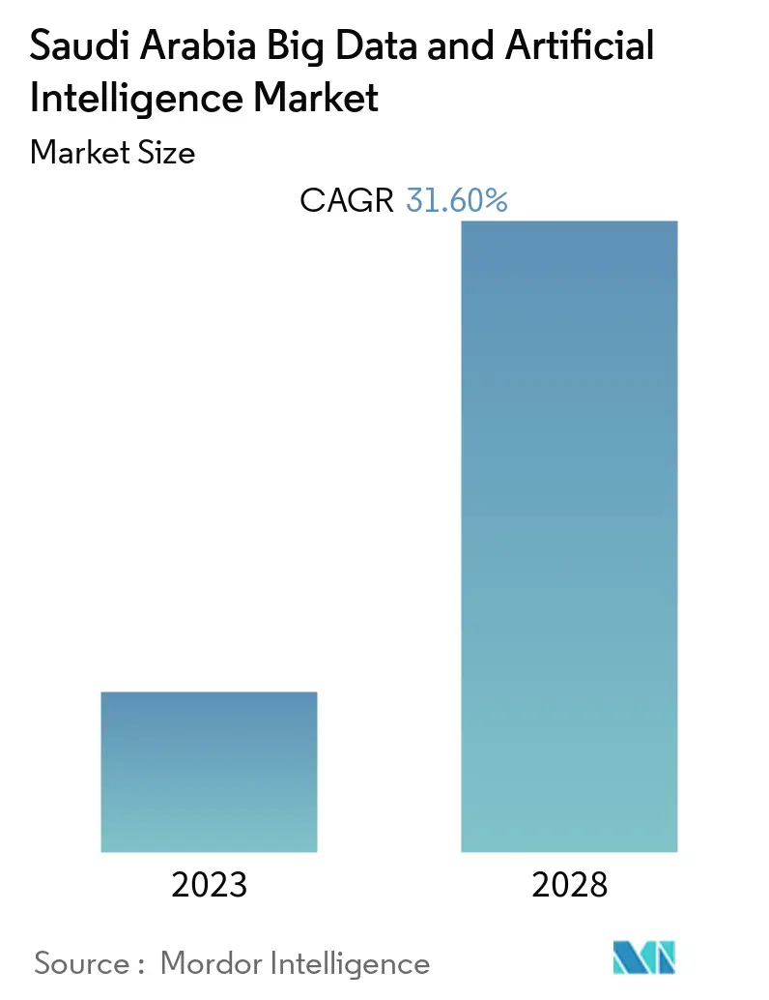 Saudi Arabia Big Data and Artificial
Intelligence Market
Market Size
CAGR 31.60%
2023
2028
Source : Mordor Intelligence